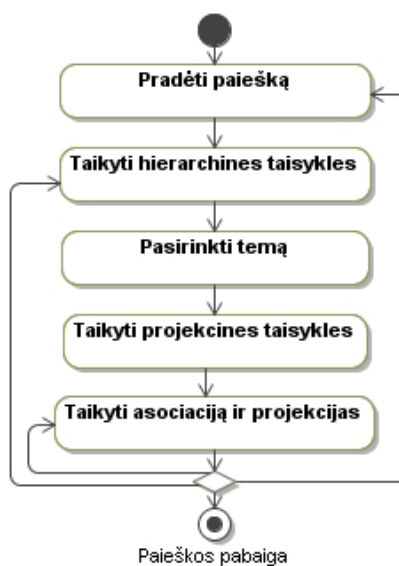 Pradėti paiešką
Taikyti hierarchines taisykles
Pasirinkti temą
Taikyti projekcines taisykles
Taikyti asociaciją ir projekcijas
Paieškos pabaiga